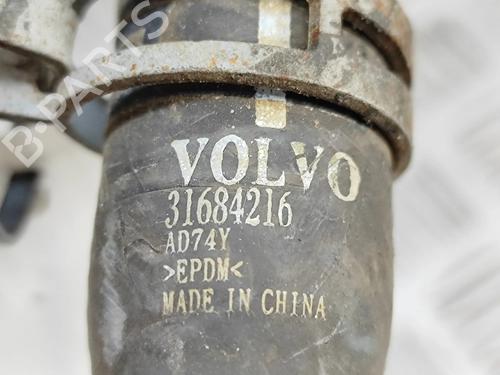 B-PARTS
VOLVO
31684216
AD74Y
>EPDM<
MADE IN CHINA